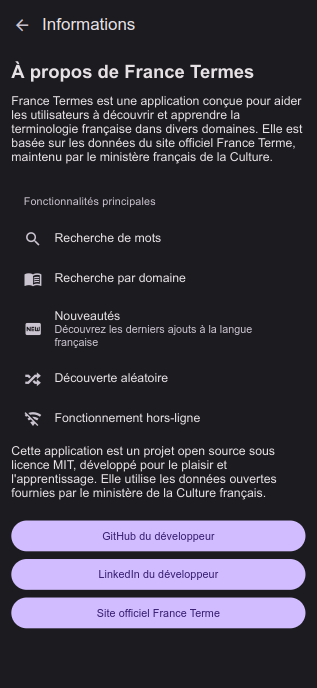 Informations
À propos de France Termes
France Termes est une application conçue pour aider
les utilisateurs à découvrir et apprendre la
terminologie française dans divers domaines. Elle est
basée sur les données du site officiel France Terme,
maintenu par le ministère français de la Culture.
Fonctionnalités principales
Recherche de mots
Recherche par domaine
NEW
Nouveautés
Découvrez les derniers ajouts à la langue
française
Découverte aléatoire
Fonctionnement hors-ligne
Cette application est un projet open source sous
licence MIT, développé pour le plaisir et
l'apprentissage. Elle utilise les données ouvertes
fournies par le ministère de la Culture français.
GitHub du développeur
LinkedIn du développeur
Site officiel France Terme